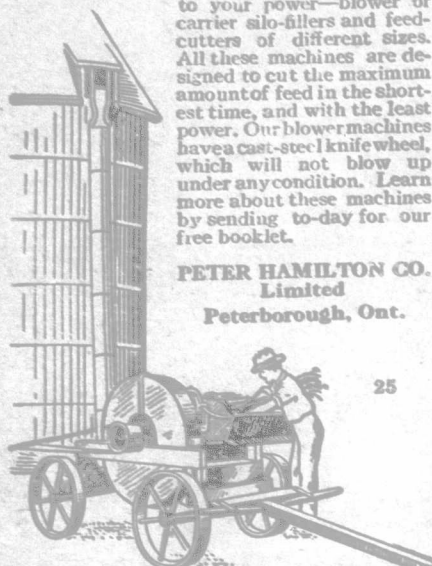 to your power—blower or
carrier silo-fillers and feed-
cutters of different sizes.
All these machines are de-
signed to cut the maximum
amount of feed in the short-
est time, and with the least
power. Our blower machines
have a cast-steel knife wheel,
which will not blow up
under any condition. Learn
more about these machines
by sending to-day for our
free booklet.
PETER HAMILTON CO.
Limited
Peterborough, Ont.
25